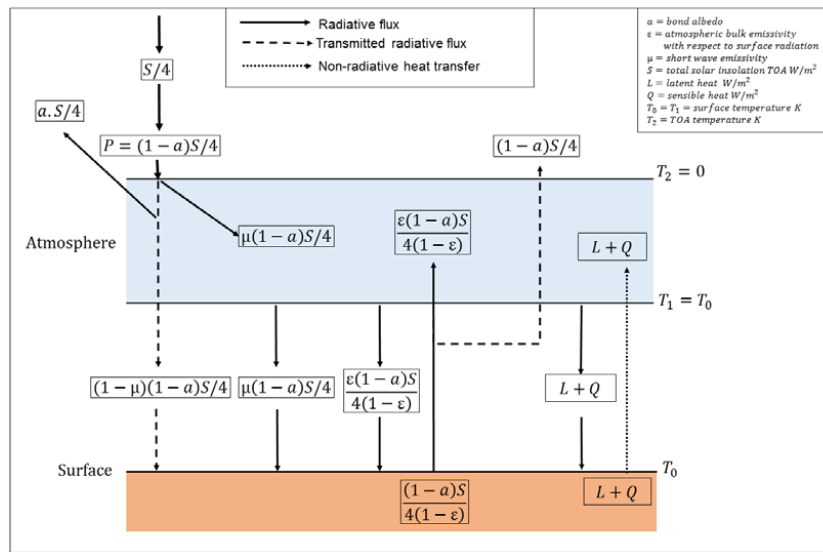 Radiative flux
Transmitted radiative flux
Non-radiative heat transfer
a = bond albedo
ε = atmospheric bulk emissivity
with respect to surface radiation
μ = short wave emissivity
S = total solar insolation TOA W/m²
L = latent heat W/m²
Q = sensible heat W/m²
T₀ = T₁ = surface temperature K
T₂ = TOA temperature K
S/4
a.S/4
P = (1−a)S/4
(1−a)S/4
T₂ = 0
Atmosphere
μ(1−a)S/4
ε(1−a)S
4(1−ε)
L + Q
T₁ = T₀
(1−μ)(1−a)S/4
μ(1−a)S/4
ε(1−a)S
4(1−ε)
L + Q
Surface
T₀
(1−a)S
4(1−ε)
L + Q